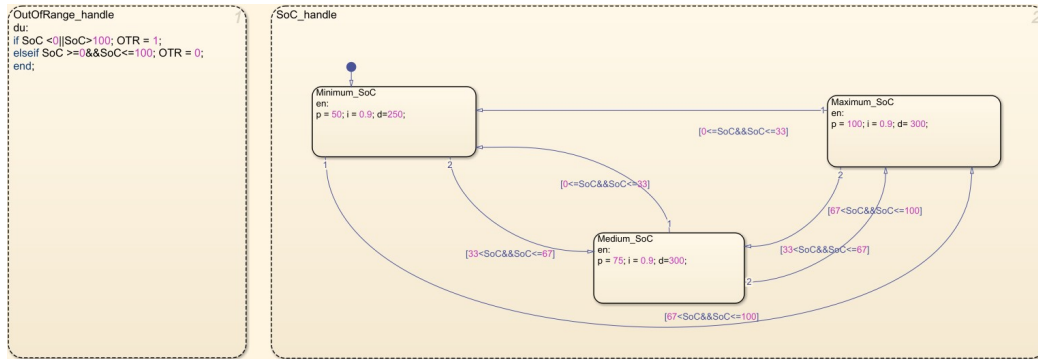 OutOfRange_handle
1
du:
if SoC <0||SoC>100; OTR = 1;
elseif SoC >=0&&SoC<=100; OTR = 0;
end;
SoC_handle
2
Minimum_SoC
en:
p = 50; i = 0.9; d=250;
Maximum_SoC
en:
p = 100; i = 0.9; d= 300;
1
[0<=SoC&&SoC<=33]
1
2
2
[0<=SoC&&SoC<=33]
[67<SoC&&SoC<=100]
1
Medium_SoC
en:
p = 75; i = 0.9; d=300;
[33<SoC&&SoC<=67]
[33<SoC&&SoC<=67]
2
[67<SoC&&SoC<=100]